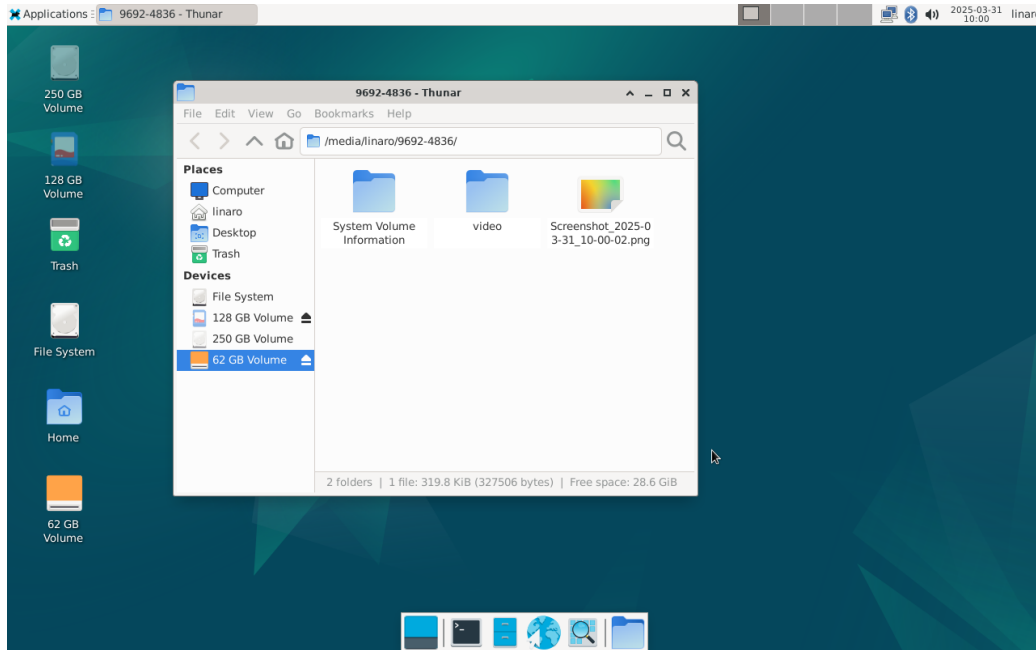 Applications
9692-4836 - Thunar
2025-03-31
10:00
linar
250 GB
Volume
128 GB
Volume
Trash
File System
Home
62 GB
Volume
9692-4836 - Thunar
File Edit View Go Bookmarks Help
/media/linaro/9692-4836/
Places
Computer
linaro
Desktop
Trash
Devices
File System
128 GB Volume
250 GB Volume
62 GB Volume
System Volume
Information
video
Screenshot_2025-0
3-31_10-00-02.png
2 folders | 1 file: 319.8 KiB (327506 bytes) | Free space: 28.6 GiB